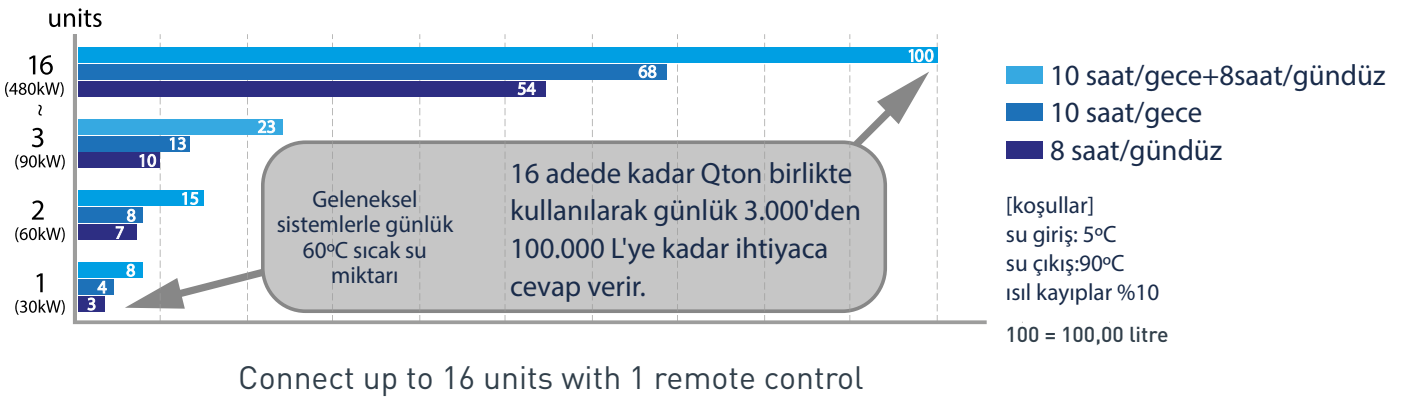 units
16
(480kW)
~
3
(90kW)
2
(60kW)
1
(30kW)
100
68
54
23
13
10
15
8
7
8
4
3
Geleneksel
sistemlerle günlük
60ºC sıcak su
miktarı
16 adede kadar Qton birlikte
kullanılarak günlük 3.000'den
100.000 L'ye kadar ihtiyaca
cevap verir.
10 saat/gece+8saat/gündüz
10 saat/gece
8 saat/gündüz
[koşullar]
su giriş: 5ºC
su çıkış:90ºC
ısıl kayıplar %10
100 = 100,00 litre
Connect up to 16 units with 1 remote control